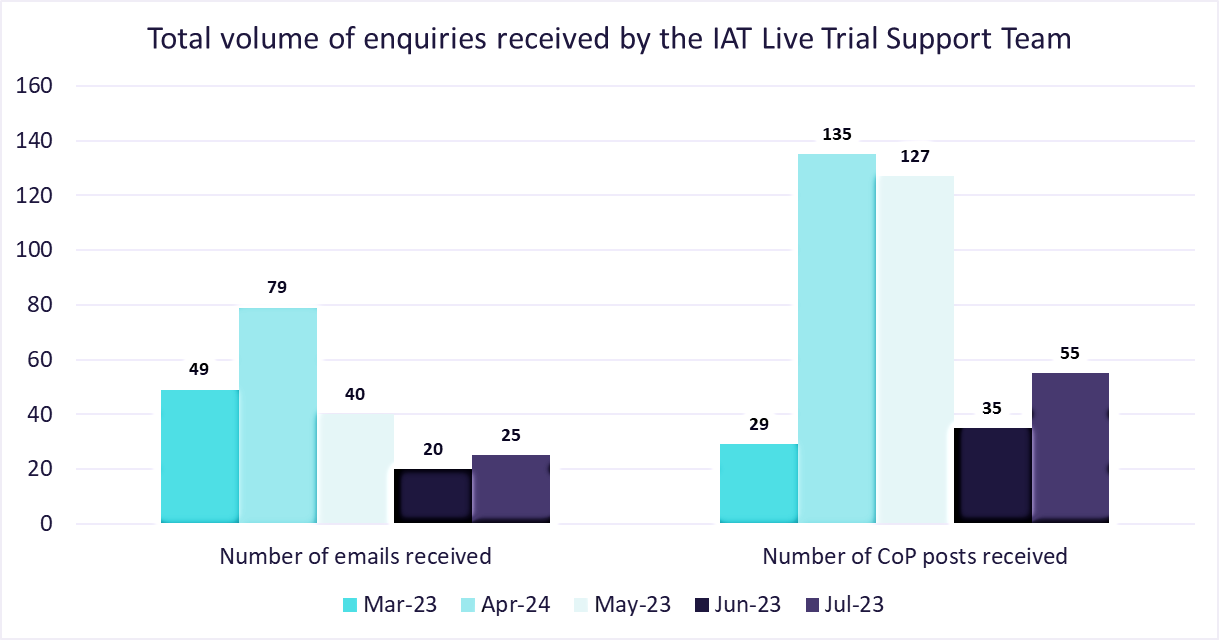 Total volume of enquiries received by the IAT Live Trial Support Team
160
140
120
100
80
60
40
20
0
49
79
40
20
25
29
135
127
35
55
Number of emails received
Number of CoP posts received
Mar-23
Apr-24
May-23
Jun-23
Jul-23